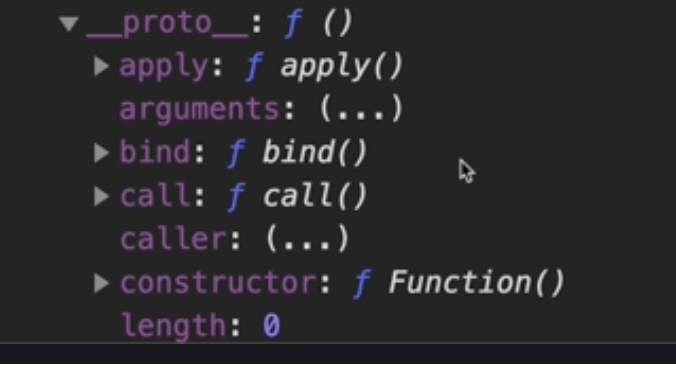 ▼__proto__: ƒ ()
▶apply: ƒ apply()
arguments: (...)
▶bind: ƒ bind()
▶call: ƒ call()
caller: (...)
▶constructor: ƒ Function()
length: 0